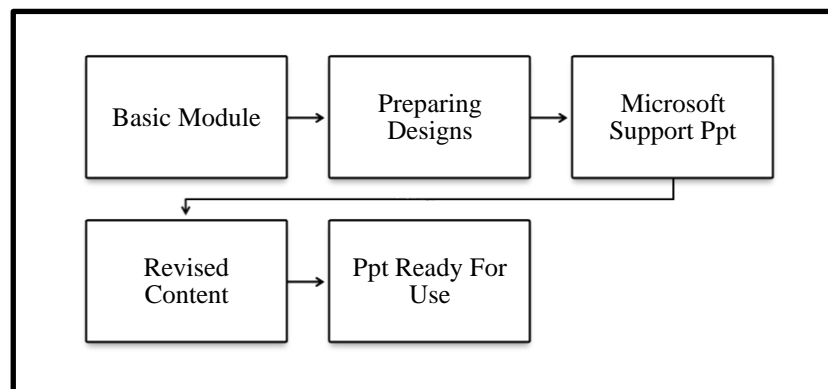 Basic Module
Preparing
Designs
Microsoft
Support Ppt
Revised
Content
Ppt Ready For
Use